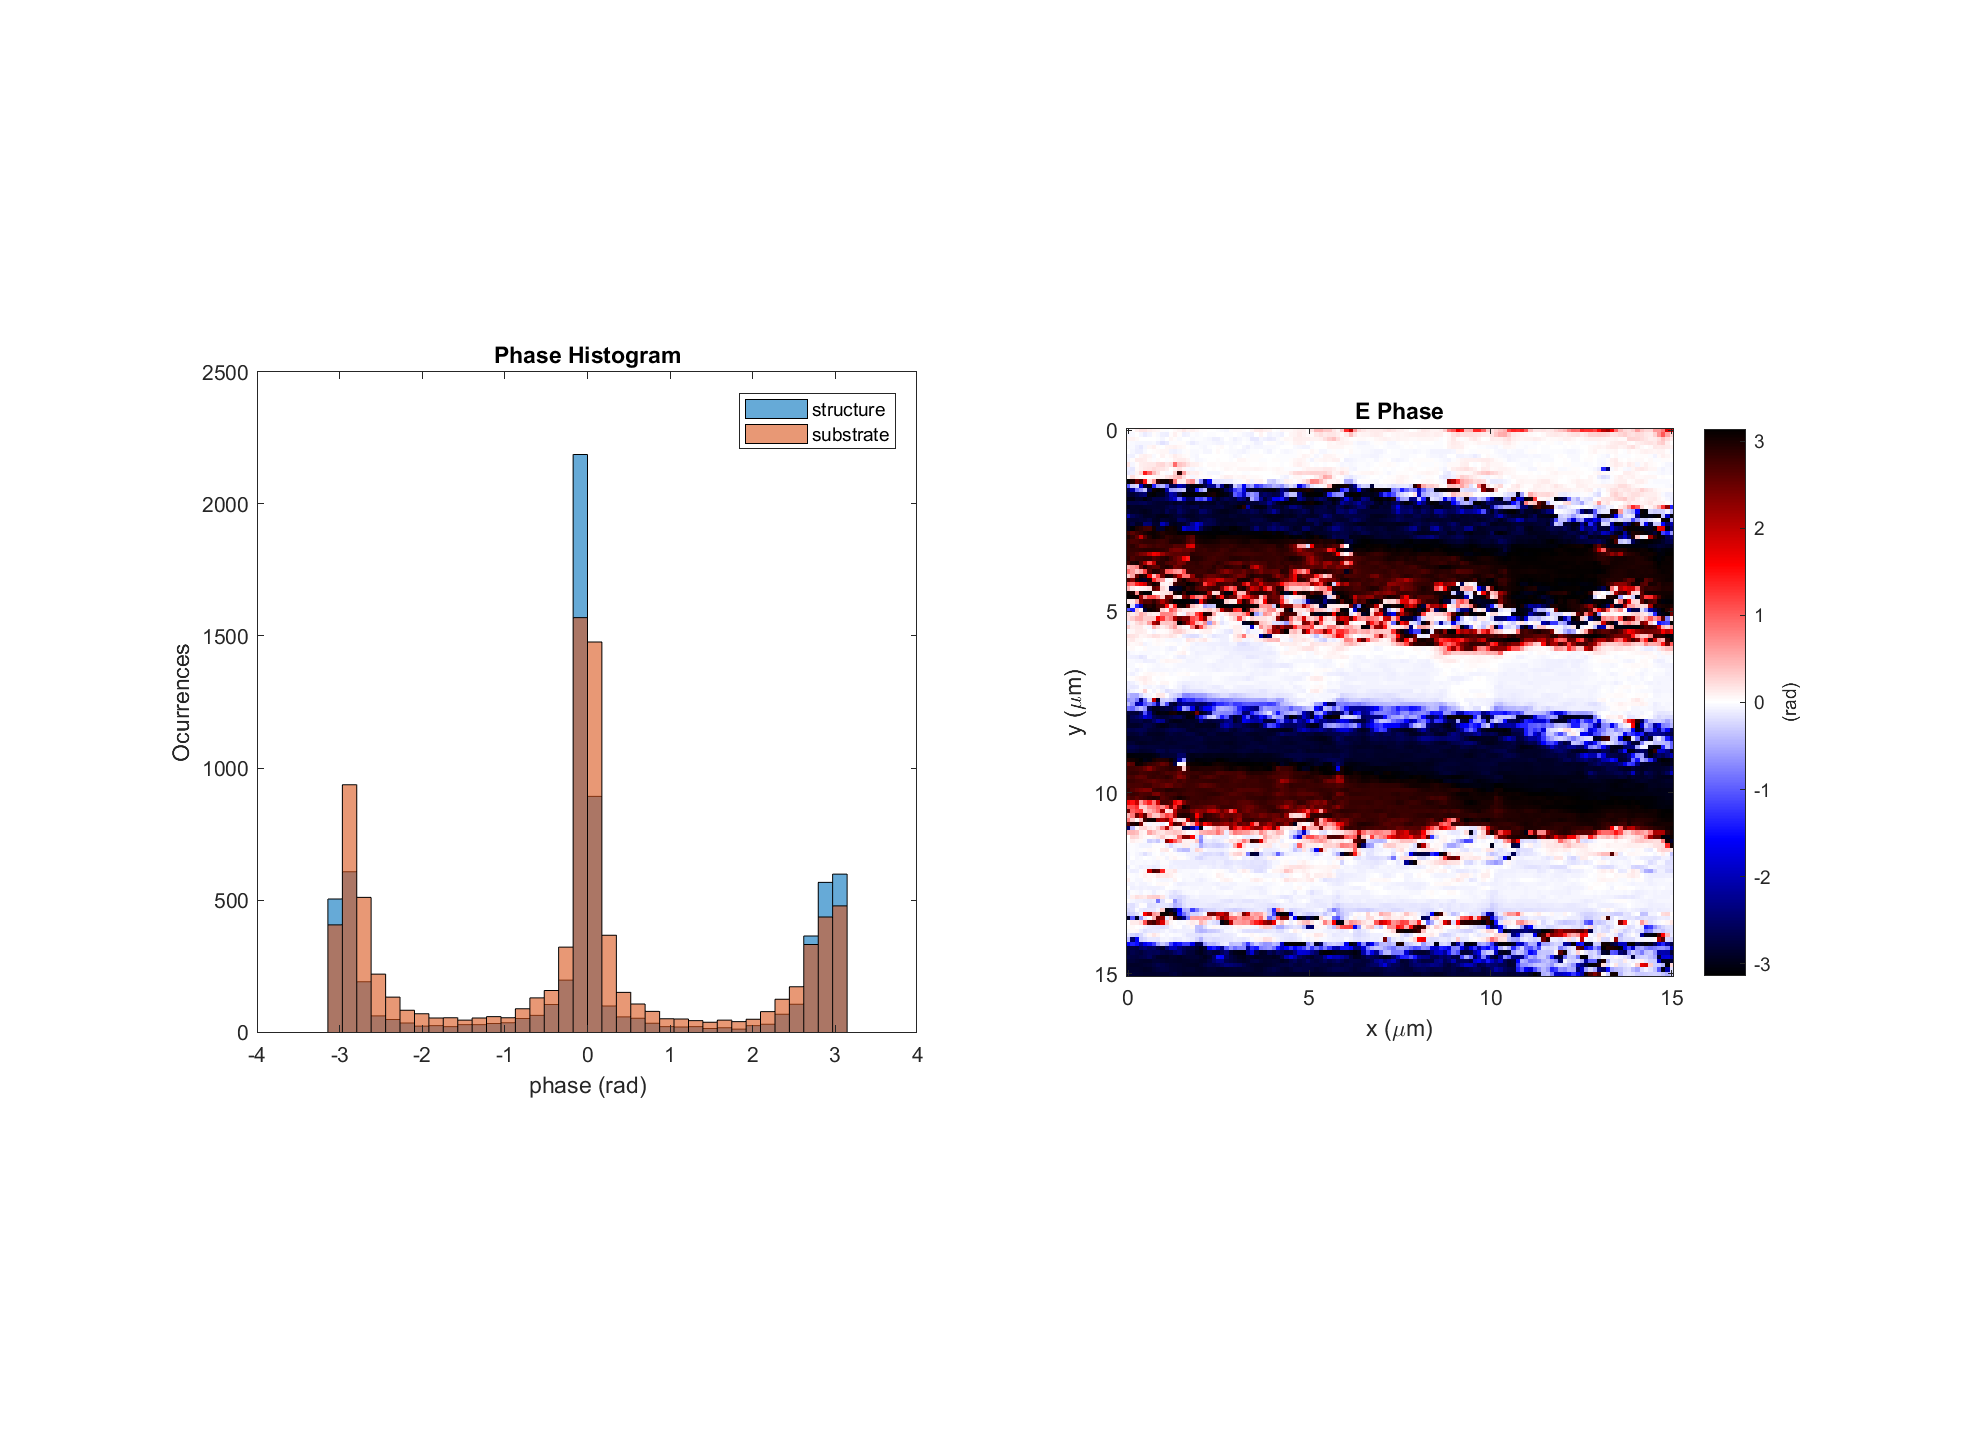 Phase Histogram
2500
2000
1500
1000
500
0
Ocurrences
-4 -3 -2 -1 0 1 2 3 4
phase (rad)
structure
substrate
E Phase
0
5
10
15
y (μm)
0 5 10 15
x (μm)
3
2
1
0
-1
-2
-3
(rad)